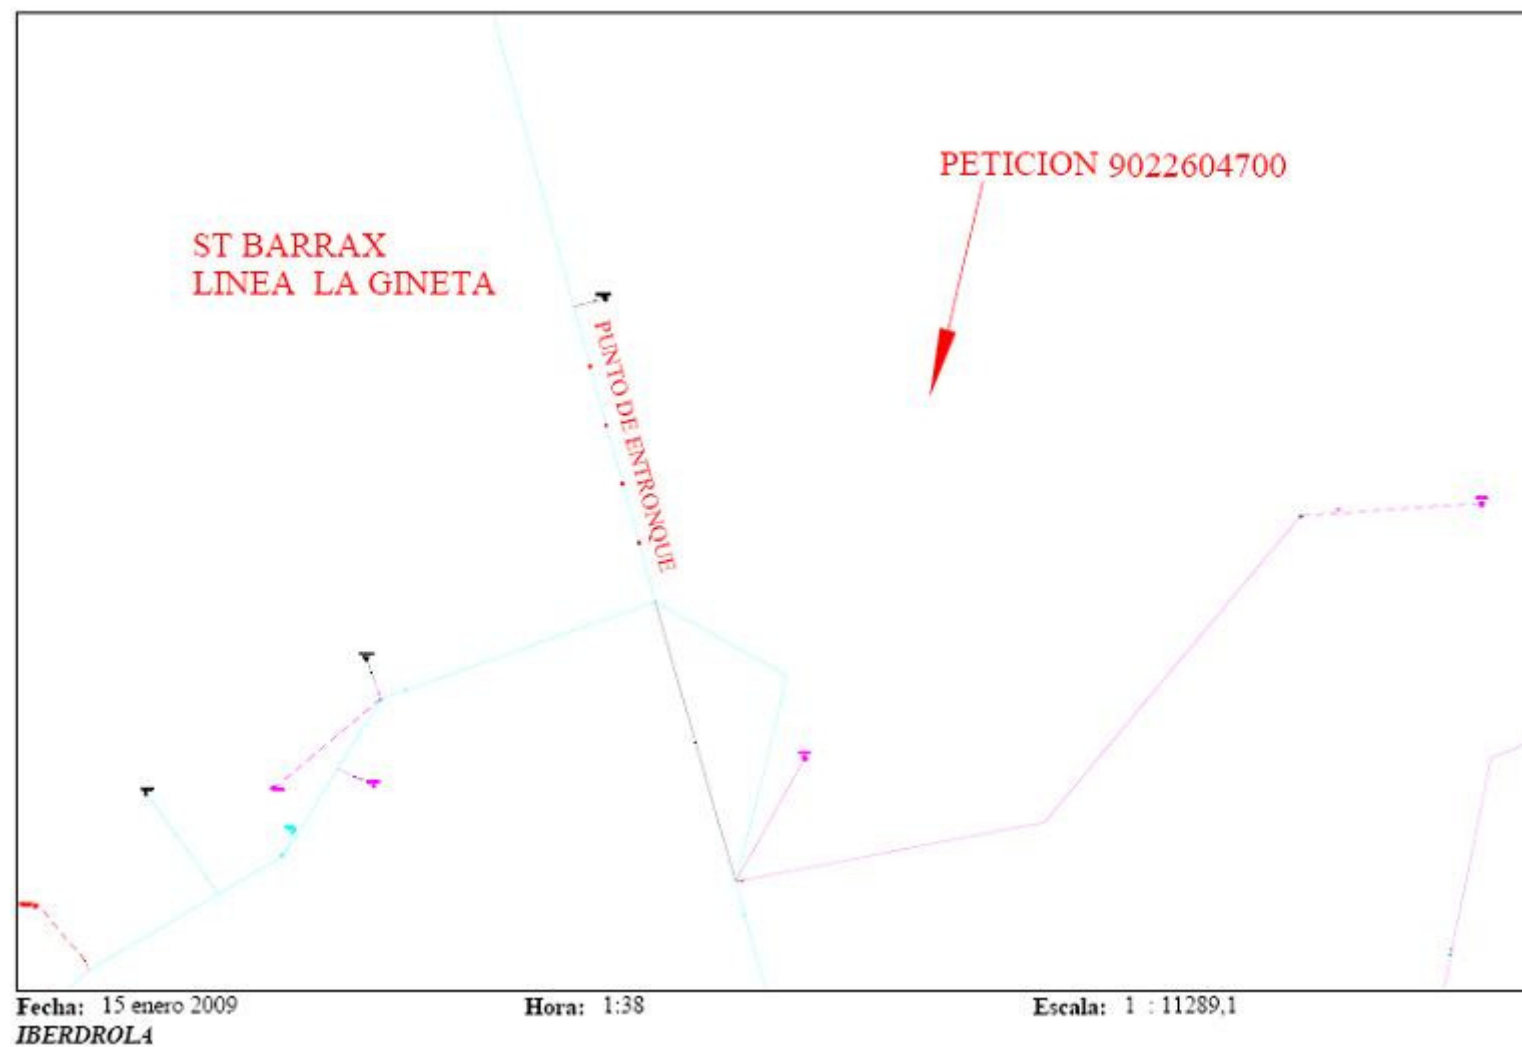 PETICION 9022604700
ST BARRAX
LINEA LA GINETA
PUNTO DE ENTRONQUE
Fecha: 15 enero 2009 Hora: 1:38 Escala: 1 : 11289,1
IBERDROLA